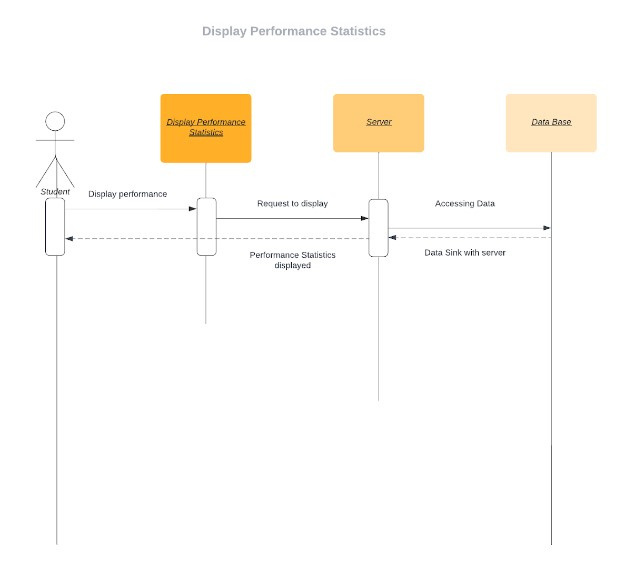 Display Performance Statistics
Display Performance
Statistics
Server
Data Base
Student
Display performance
Request to display
Accessing Data
Performance Statistics
displayed
Data Sink with server